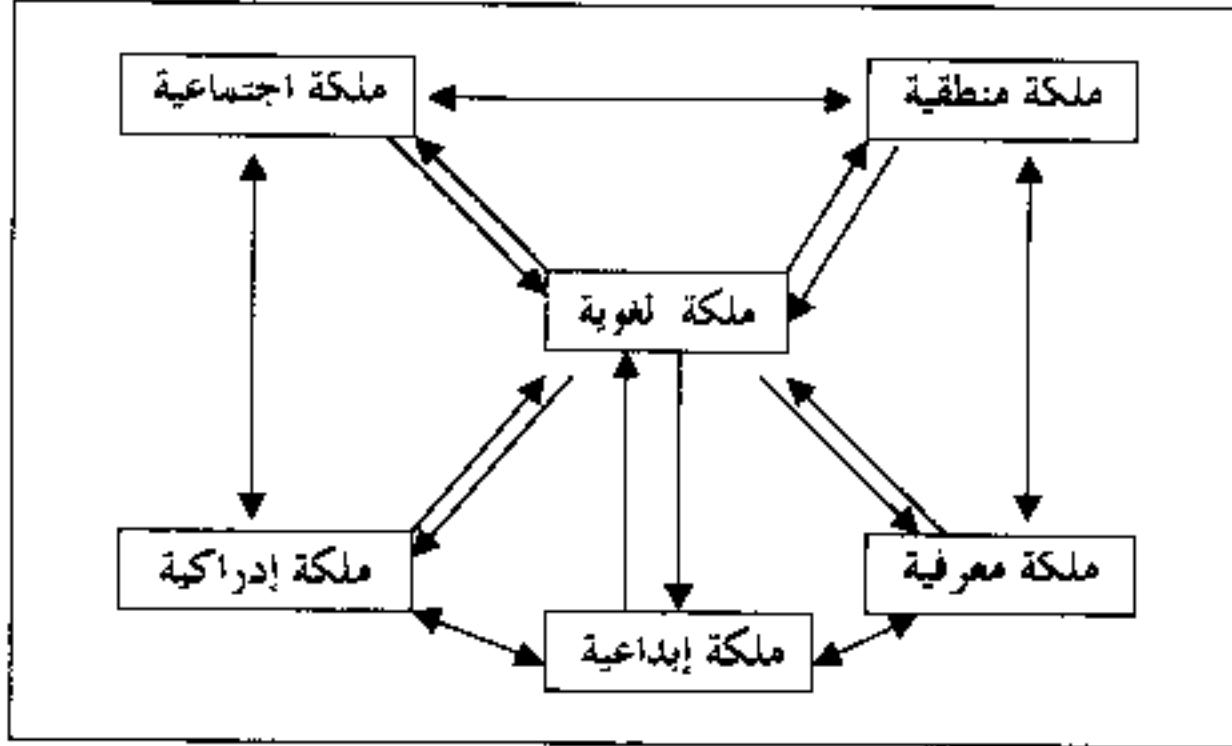 ملكة منطقية
ملكة اجتماعية
ملكة لغوية
ملكة معرفية
ملكة إدراكية
ملكة إبداعية